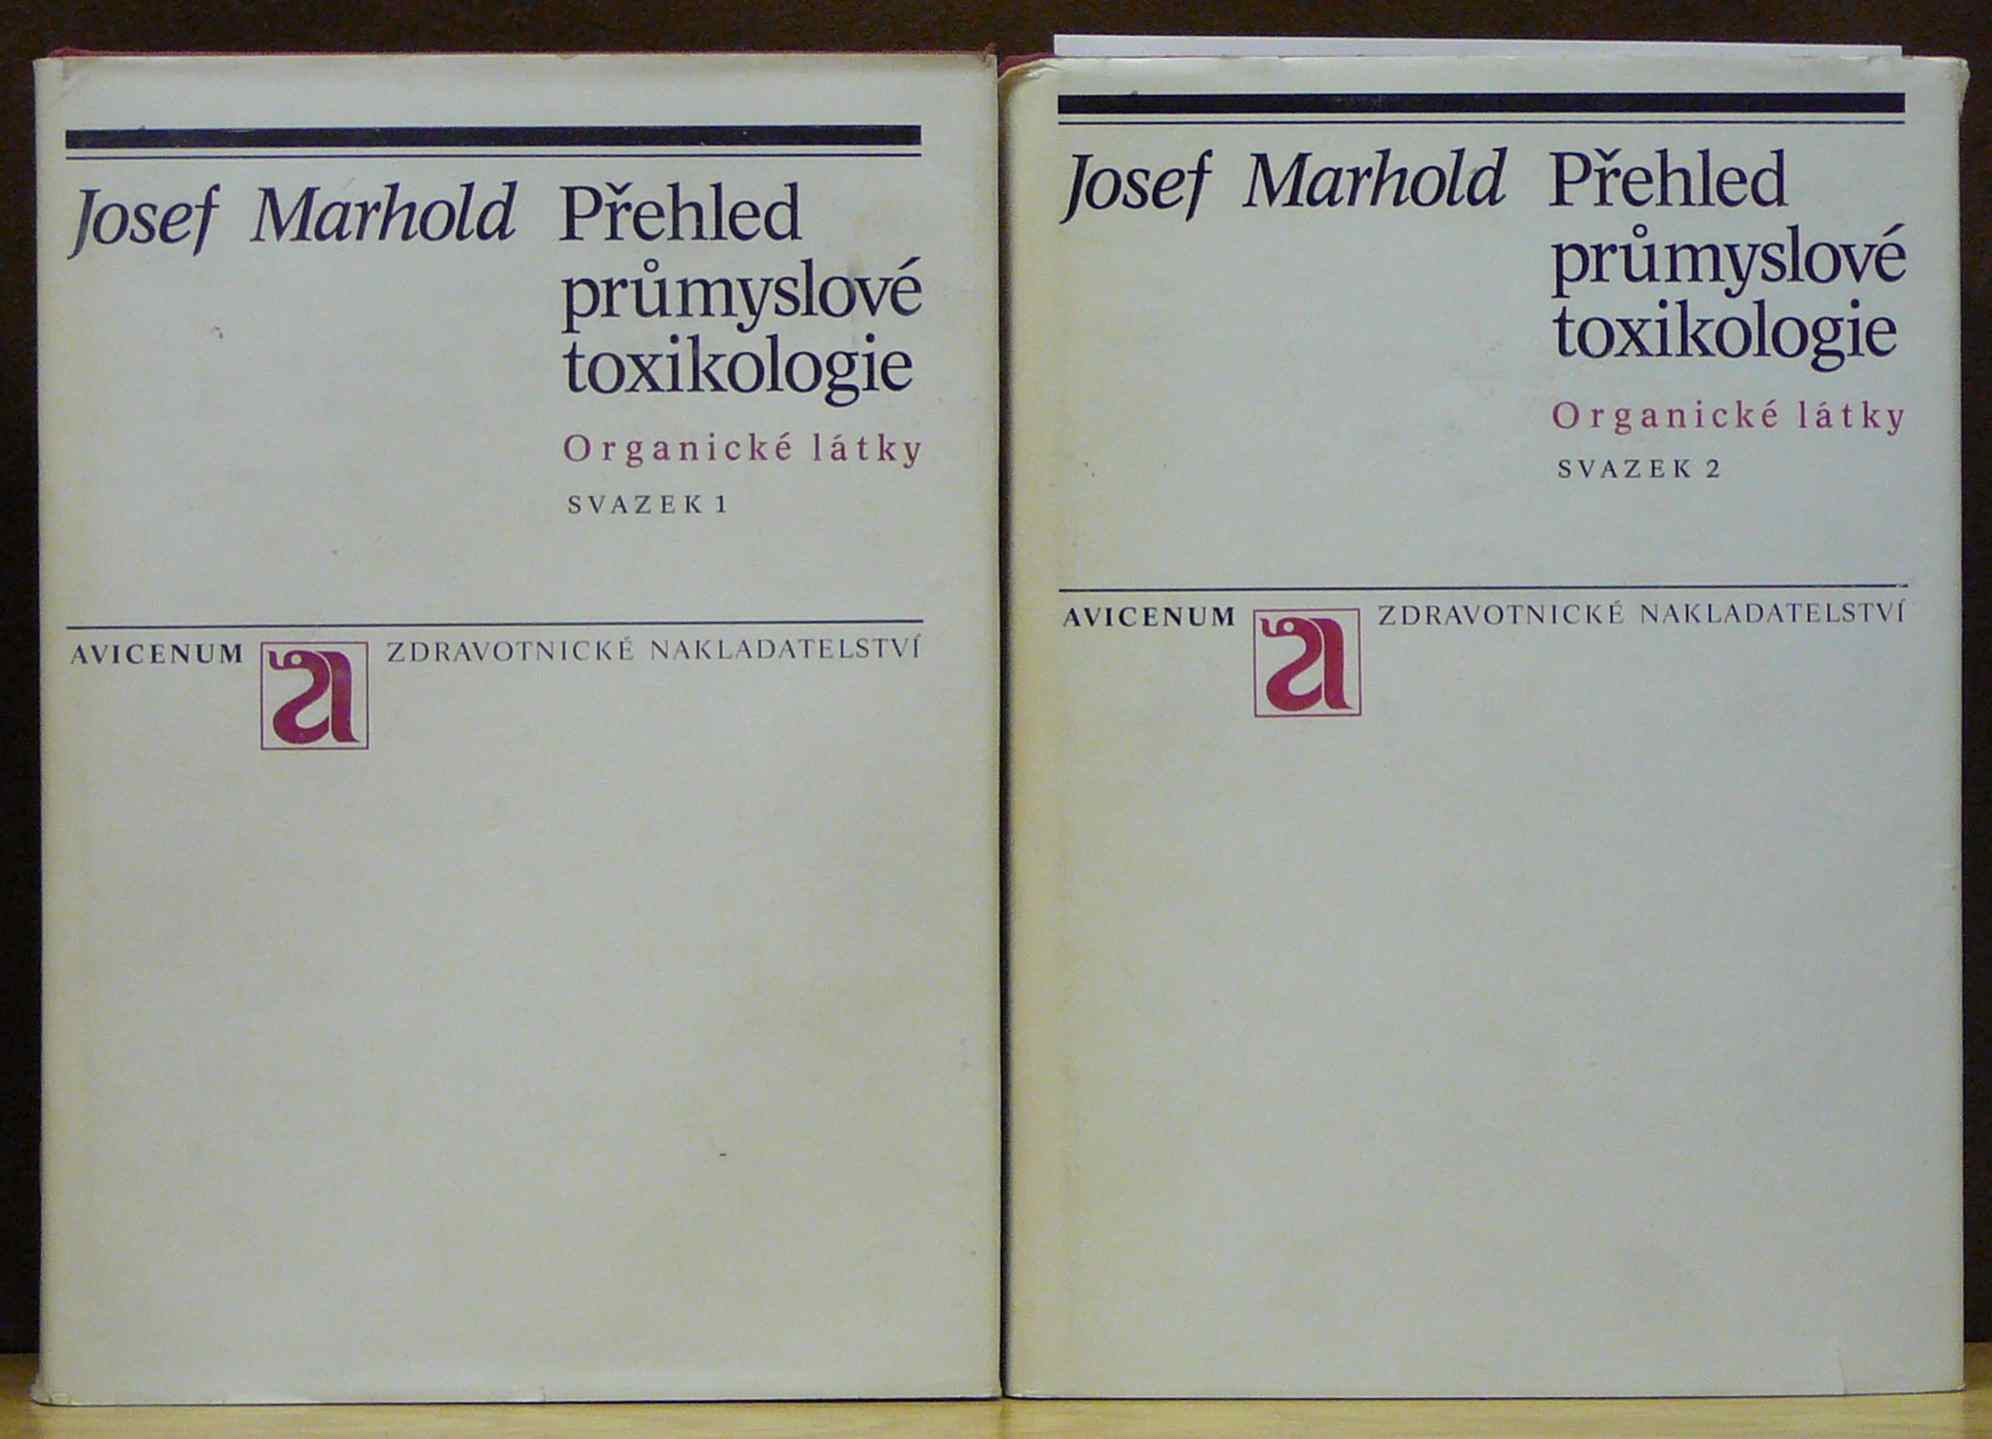 Josef Marhold Přehled
průmyslové
toxikologie
Organické látky
SVAZEK 1
AVICENUM a ZDRAVOTNICKÉ NAKLADATELSTVÍ
Josef Marhold Přehled
průmyslové
toxikologie
Organické látky
SVAZEK 2
AVICENUM a ZDRAVOTNICKÉ NAKLADATELSTVÍ